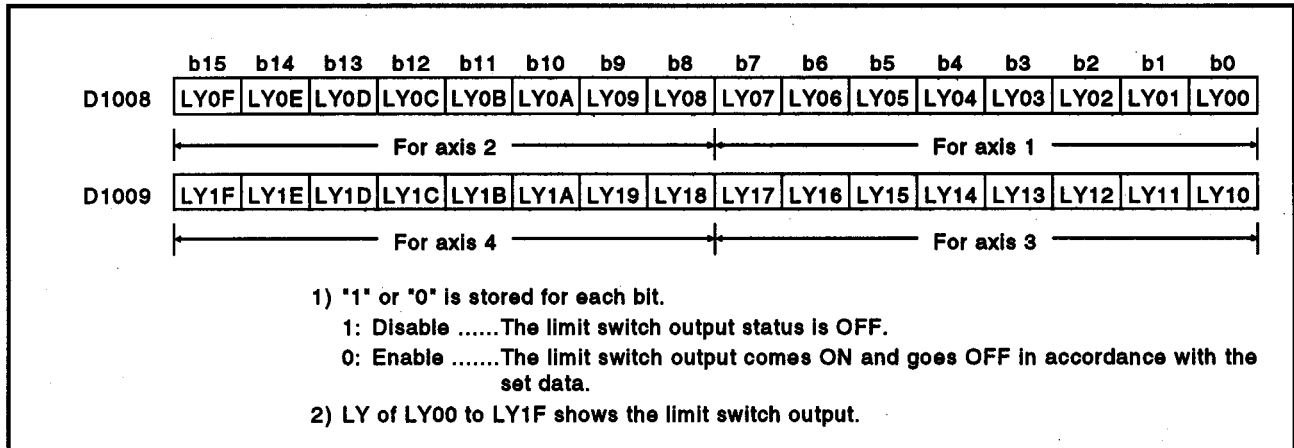 b15 b14 b13 b12 b11 b10 b9 b8 b7 b6 b5 b4 b3 b2 b1 b0
D1008 LY0F LY0E LY0D LY0C LY0B LY0A LY09 LY08 LY07 LY06 LY05 LY04 LY03 LY02 LY01 LY00
For axis 2 For axis 1
D1009 LY1F LY1E LY1D LY1C LY1B LY1A LY19 LY18 LY17 LY16 LY15 LY14 LY13 LY12 LY11 LY10
For axis 4 For axis 3
1) "1" or "0" is stored for each bit.
1: Disable ......The limit switch output status is OFF.
0: Enable .......The limit switch output comes ON and goes OFF in accordance with the
set data.
2) LY of LY00 to LY1F shows the limit switch output.